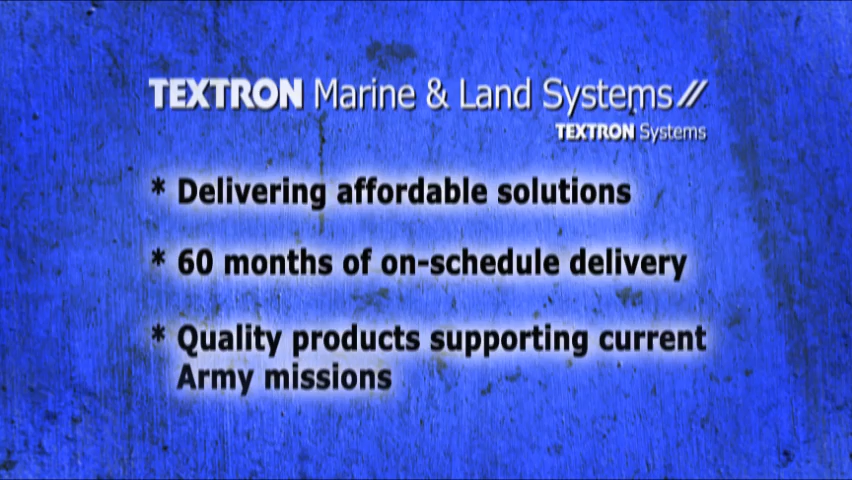 TEXTRON Marine & Land Systems//
TEXTRON Systems
* Delivering affordable solutions
* 60 months of on-schedule delivery
* Quality products supporting current
Army missions